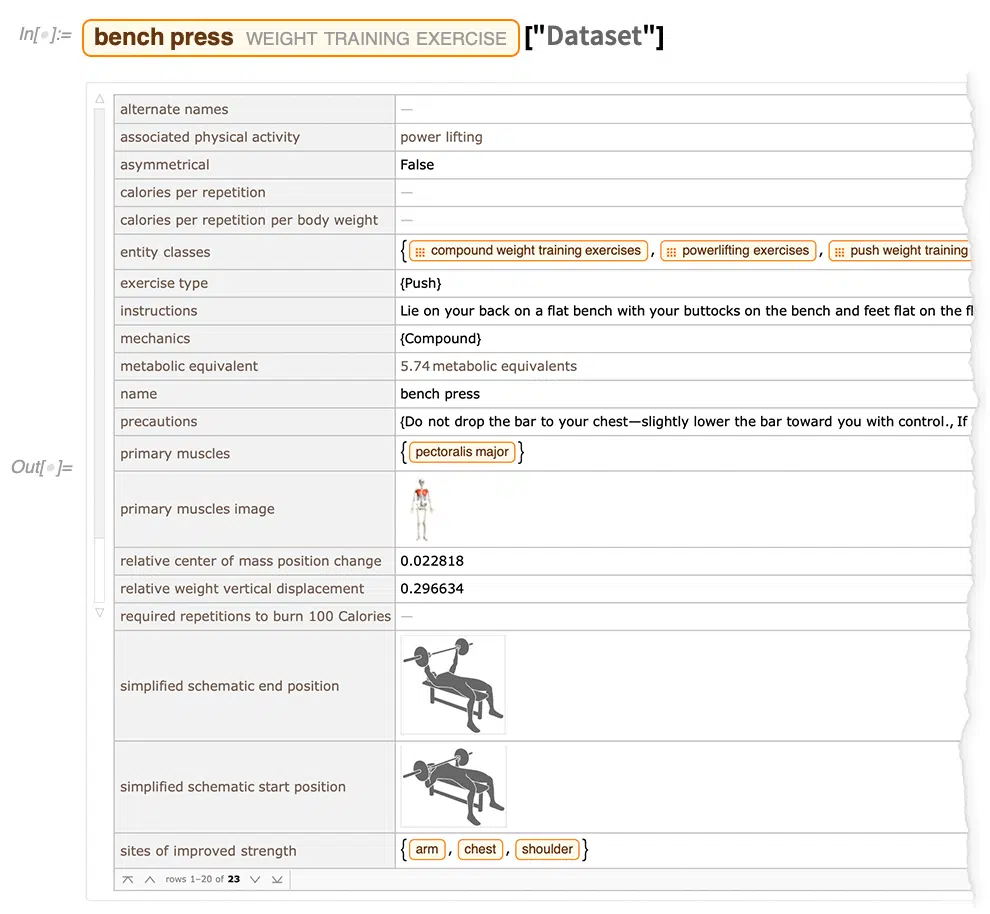 In[●]:= bench press WEIGHT TRAINING EXERCISE ["Dataset"]
alternate names —
associated physical activity power lifting
asymmetrical False
calories per repetition —
calories per repetition per body weight —
entity classes { compound weight training exercises , powerlifting exercises , push weight training
exercise type {Push}
instructions Lie on your back on a flat bench with your buttocks on the bench and feet flat on the fl
mechanics {Compound}
metabolic equivalent 5.74 metabolic equivalents
name bench press
precautions {Do not drop the bar to your chest—slightly lower the bar toward you with control., If
Out[●]=
primary muscles { pectoralis major }
primary muscles image
relative center of mass position change 0.022818
relative weight vertical displacement 0.296634
required repetitions to burn 100 Calories —
simplified schematic end position
simplified schematic start position
sites of improved strength { arm , chest , shoulder }
rows 1–20 of 23